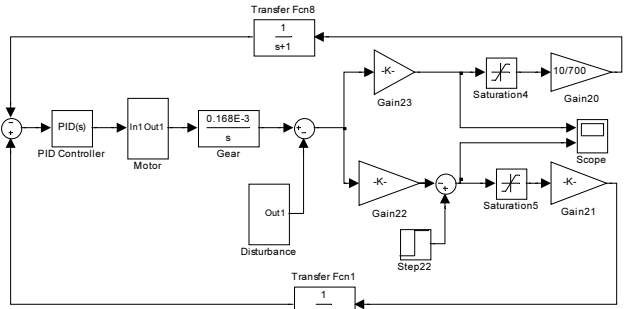 Transfer Fcn8
1
s+1
-K-
Gain23
Saturation4
10/700
Gain20
PID(s)
PID Controller
In1 Out1
Motor
0.168E-3
s
Gear
Scope
-K-
Gain22
Saturation5
-K-
Gain21
Out1
Disturbance
Step22
Transfer Fcn1
1